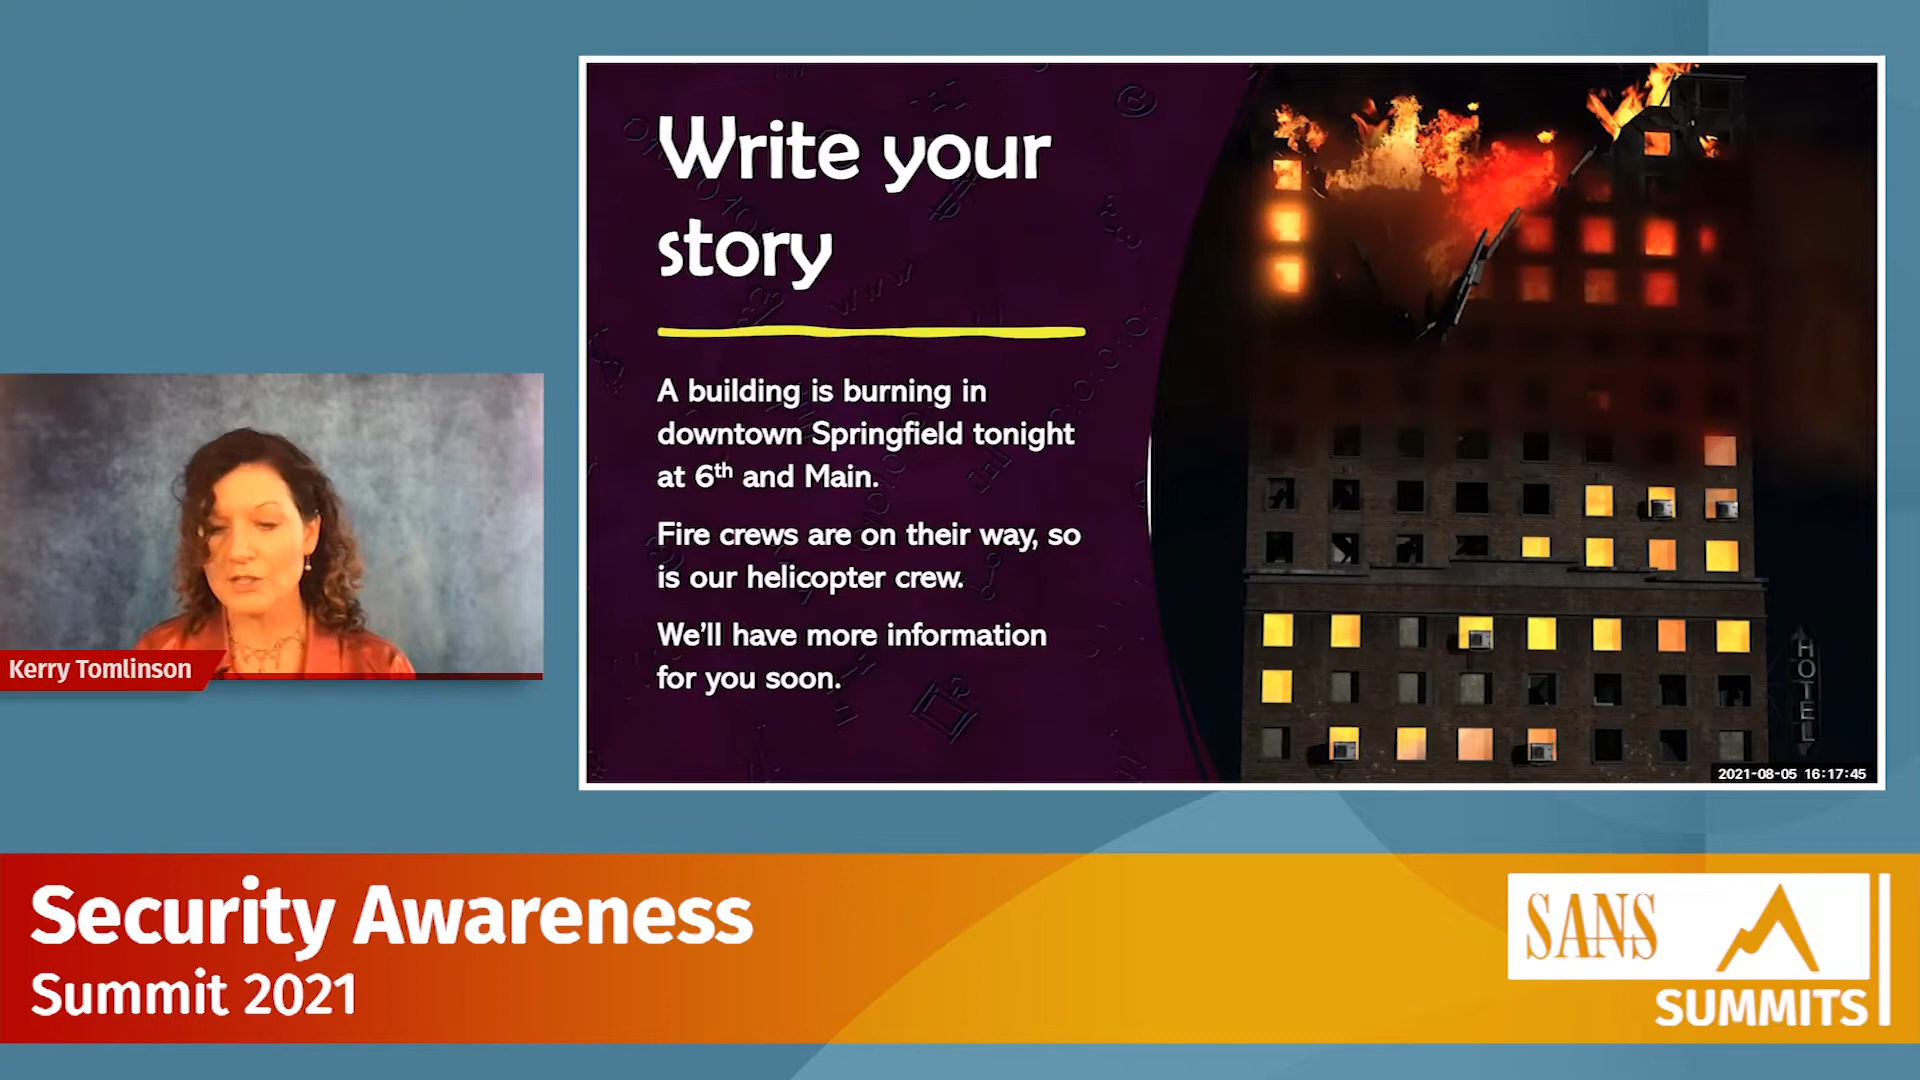 Write your
story
A building is burning in
downtown Springfield tonight
at 6th and Main.
Fire crews are on their way, so
is our helicopter crew.
We'll have more information
for you soon.
HOTEL
2021-08-05 16:17:45
Kerry Tomlinson
Security Awareness
Summit 2021
SANS
SUMMITS